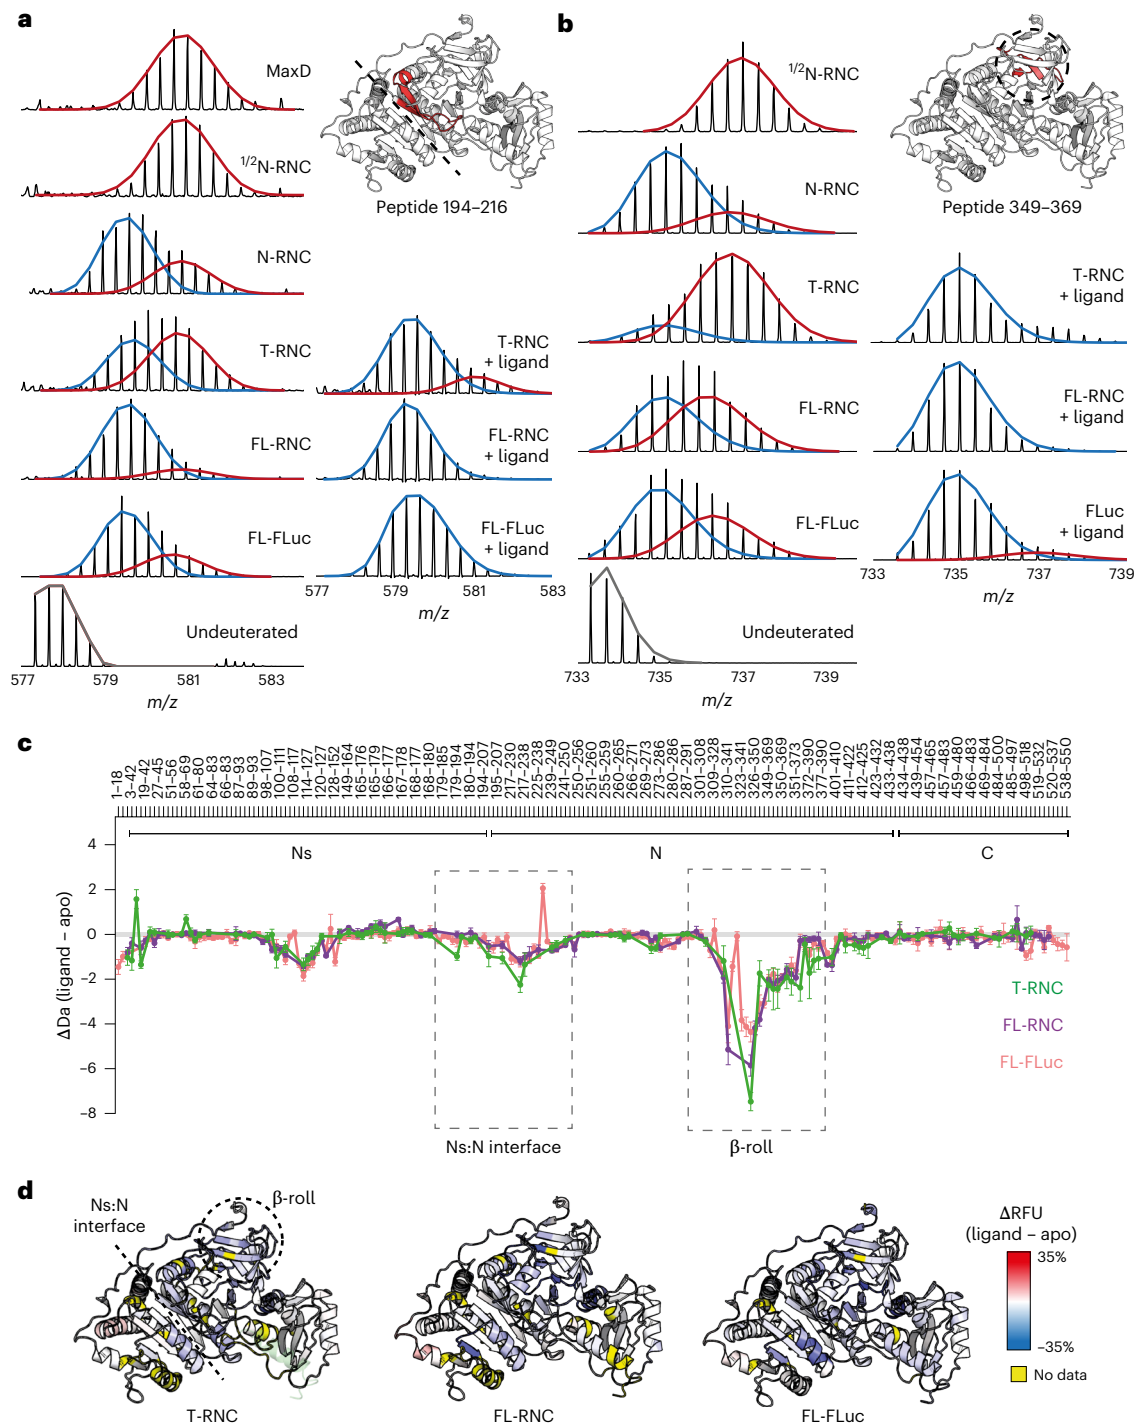 a
MaxD
1/2N-RNC
N-RNC
T-RNC
FL-RNC
FL-FLuc
Undeuterated
577 579 581 583
m/z
Peptide 194–216
T-RNC
+ ligand
FL-RNC
+ ligand
FL-FLuc
+ ligand
577 579 581 583
m/z
b
1/2N-RNC
N-RNC
T-RNC
FL-RNC
FL-FLuc
Undeuterated
733 735 737 739
m/z
Peptide 349–369
T-RNC
+ ligand
FL-RNC
+ ligand
FLuc
+ ligand
733 735 737 739
m/z
c
1–18
3–42
19–42
27–45
51–56
58–69
61–80
64–83
66–83
87–93
89–93
98–107
100–111
108–117
114–127
120–127
128–152
149–164
165–176
165–179
166–177
167–178
168–177
168–180
179–185
179–194
180–194
194–207
195–207
217–230
217–238
225–238
239–249
241–250
250–256
251–260
255–259
260–265
266–271
269–273
273–286
280–286
287–291
301–308
309–328
310–341
323–341
326–350
349–369
350–369
351–373
372–390
377–390
401–410
411–422
412–425
423–432
433–438
434–438
439–454
457–465
457–483
459–480
466–483
469–484
484–500
485–497
498–518
519–532
520–537
538–550
Ns
N
C
4
2
0
−2
−4
−6
−8
ΔDa (ligand – apo)
T-RNC
FL-RNC
FL-FLuc
Ns:N interface
β-roll
d
Ns:N
interface
β-roll
T-RNC
FL-RNC
FL-FLuc
ΔRFU
(ligand – apo)
35%
−35%
No data